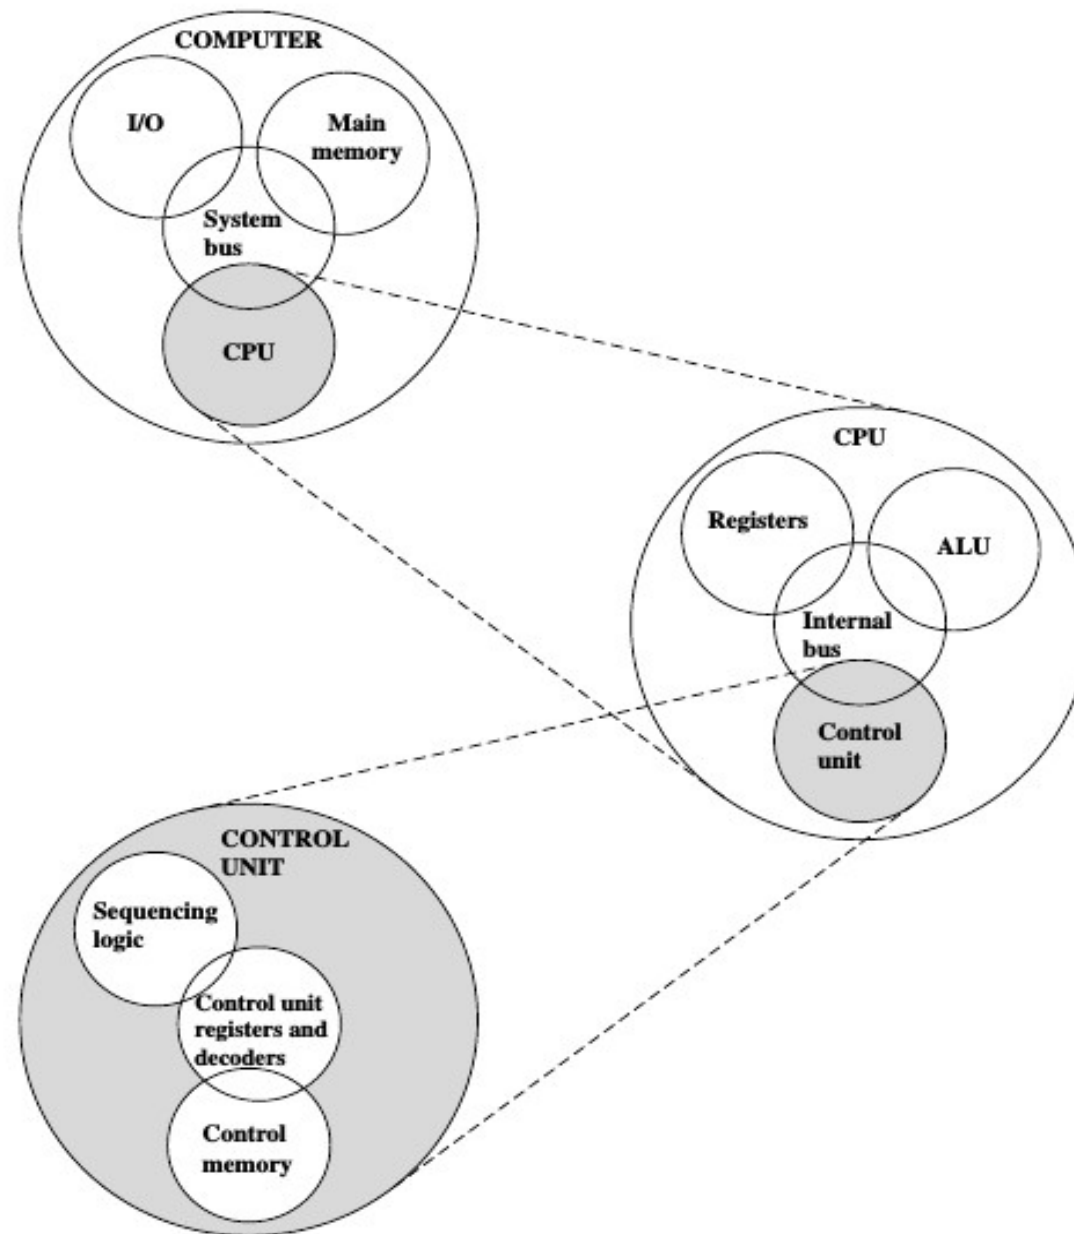 COMPUTER
I/O
Main
memory
System
bus
CPU
CPU
Registers
ALU
Internal
bus
Control
unit
CONTROL
UNIT
Sequencing
logic
Control unit
registers and
decoders
Control
memory